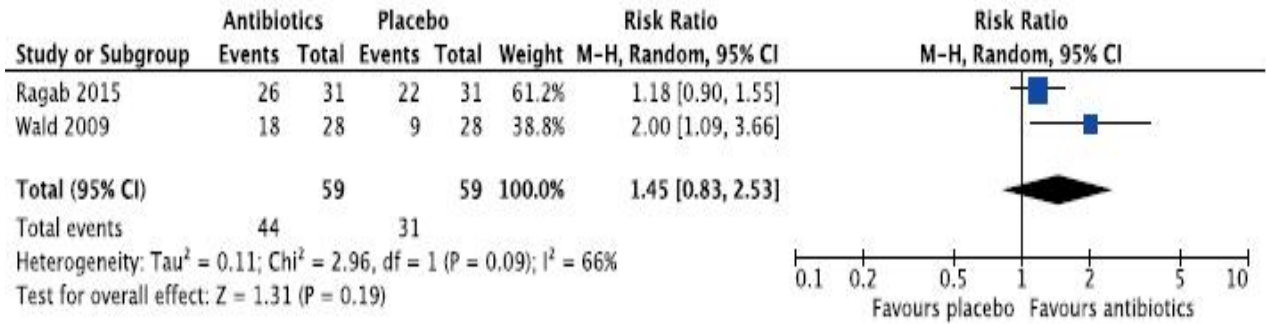 Antibiotics Placebo Risk Ratio Risk Ratio
Study or Subgroup Events Total Events Total Weight M-H, Random, 95% CI M-H, Random, 95% CI
Ragab 2015 26 31 22 31 61.2% 1.18 [0.90, 1.55]
Wald 2009 18 28 9 28 38.8% 2.00 [1.09, 3.66]
Total (95% CI) 59 59 100.0% 1.45 [0.83, 2.53]
Total events 44 31
Heterogeneity: Tau² = 0.11; Chi² = 2.96, df = 1 (P = 0.09); I² = 66%
Test for overall effect: Z = 1.31 (P = 0.19)
0.1 0.2 0.5 1 2 5 10
Favours placebo Favours antibiotics